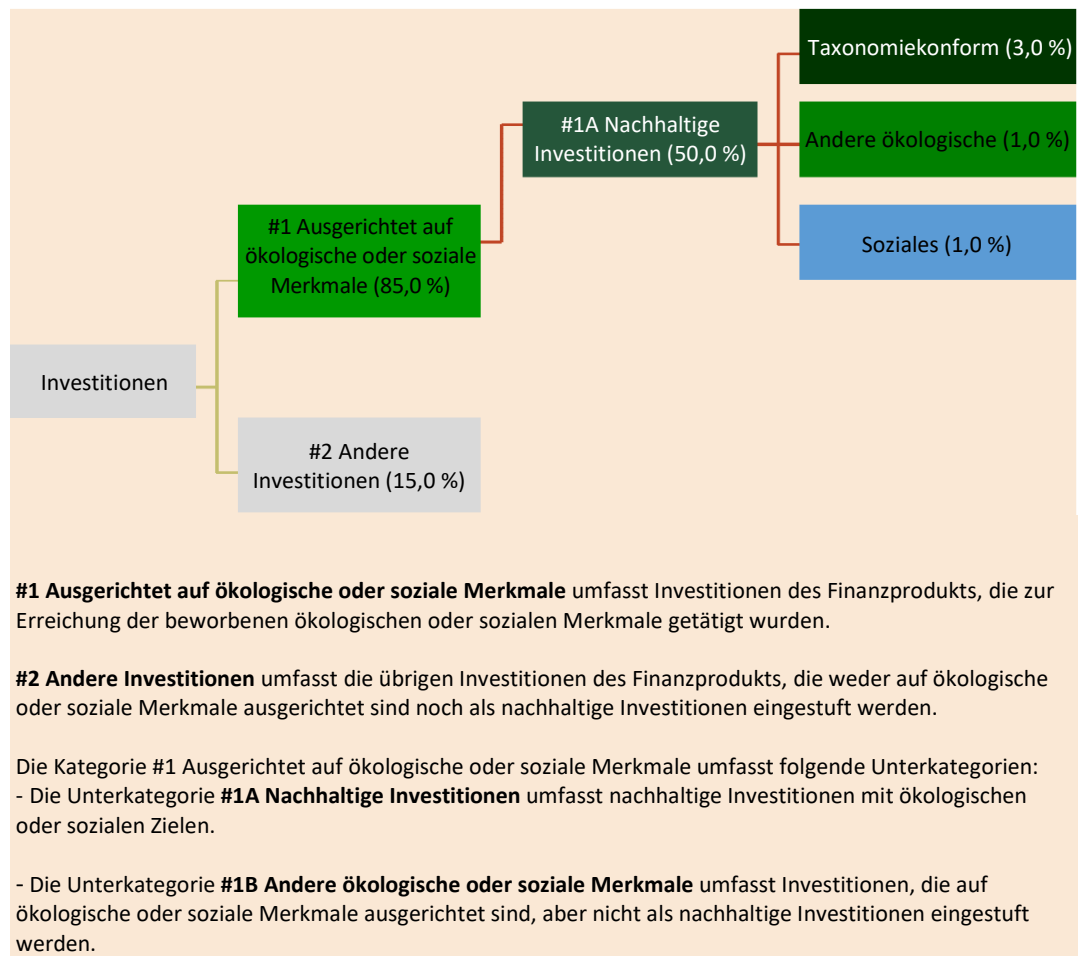 Taxonomiekonform (3,0 %)
#1A Nachhaltige
Investitionen (50,0 %)
Andere ökologische (1,0 %)
#1 Ausgerichtet auf
ökologische oder soziale
Merkmale (85,0 %)
Soziales (1,0 %)
Investitionen
#2 Andere
Investitionen (15,0 %)
#1 Ausgerichtet auf ökologische oder soziale Merkmale umfasst Investitionen des Finanzprodukts, die zur
Erreichung der beworbenen ökologischen oder sozialen Merkmale getätigt wurden.
#2 Andere Investitionen umfasst die übrigen Investitionen des Finanzprodukts, die weder auf ökologische
oder soziale Merkmale ausgerichtet sind noch als nachhaltige Investitionen eingestuft werden.
Die Kategorie #1 Ausgerichtet auf ökologische oder soziale Merkmale umfasst folgende Unterkategorien:
- Die Unterkategorie #1A Nachhaltige Investitionen umfasst nachhaltige Investitionen mit ökologischen
oder sozialen Zielen.
- Die Unterkategorie #1B Andere ökologische oder soziale Merkmale umfasst Investitionen, die auf
ökologische oder soziale Merkmale ausgerichtet sind, aber nicht als nachhaltige Investitionen eingestuft
werden.